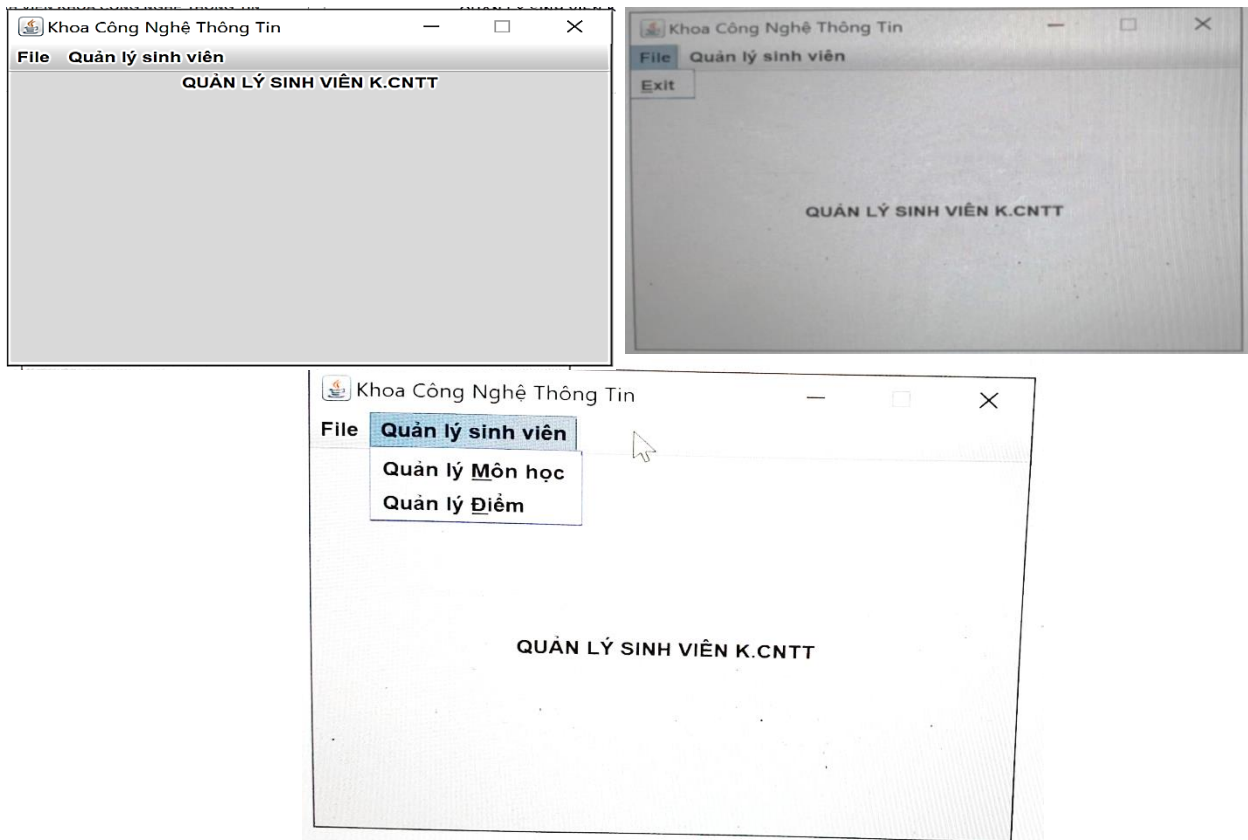 Khoa Công Nghệ Thông Tin
File Quản lý sinh viên
QUẢN LÝ SINH VIÊN K.CNTT
Khoa Công Nghệ Thông Tin
File Quản lý sinh viên
Exit
QUẢN LÝ SINH VIÊN K.CNTT
Khoa Công Nghệ Thông Tin
File Quản lý sinh viên
Quản lý Môn học
Quản lý Điểm
QUẢN LÝ SINH VIÊN K.CNTT